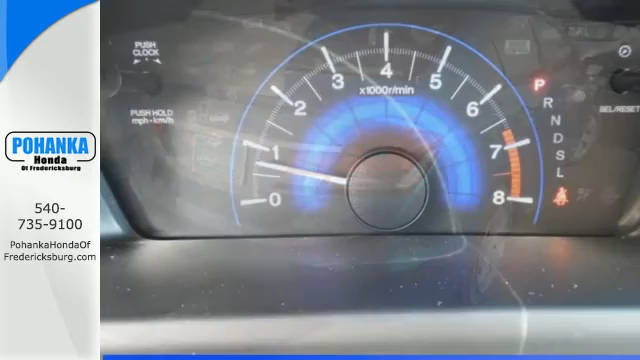 PUSH
CLOCK
PUSH HOLD
mph↔km/h
0
1
2
3
4
5
6
7
8
x1000r/min
P
R
N
D
S
L
SEL/RESET
POHANKA
Honda
Of Fredericksburg
540-
735-9100
PohankaHondaOf
Fredericksburg.com